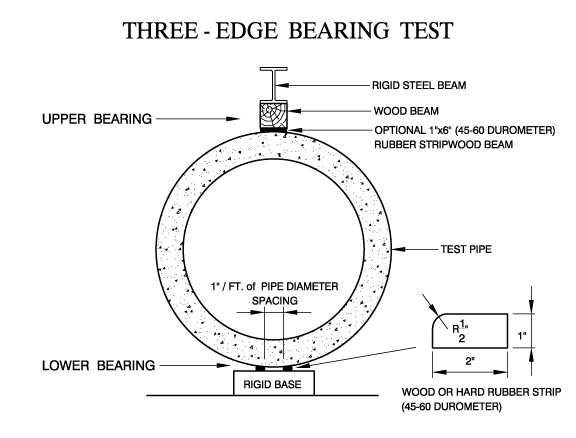 THREE - EDGE BEARING TEST
RIGID STEEL BEAM
WOOD BEAM
UPPER BEARING
OPTIONAL 1"x6" (45-60 DUROMETER)
RUBBER STRIPWOOD BEAM
TEST PIPE
1" / FT. of PIPE DIAMETER
SPACING
R 1/2"
1"
2"
LOWER BEARING
RIGID BASE
WOOD OR HARD RUBBER STRIP
(45-60 DUROMETER)